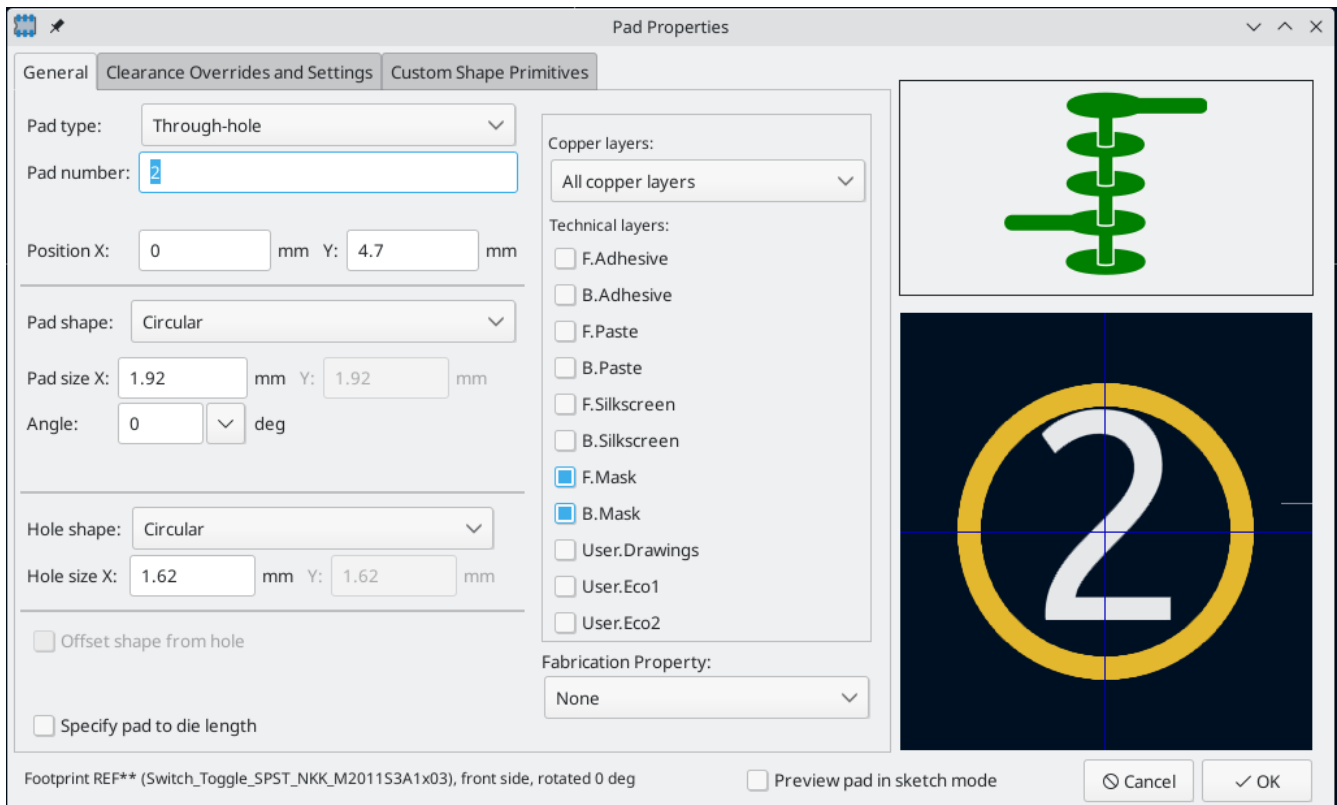 Pad Properties
General Clearance Overrides and Settings Custom Shape Primitives
Pad type: Through-hole
Pad number: 2
Position X: 0 mm Y: 4.7 mm
Pad shape: Circular
Pad size X: 1.92 mm Y: 1.92 mm
Angle: 0 deg
Hole shape: Circular
Hole size X: 1.62 mm Y: 1.62 mm
Offset shape from hole
Specify pad to die length
Copper layers:
All copper layers
Technical layers:
F.Adhesive
B.Adhesive
F.Paste
B.Paste
F.Silkscreen
B.Silkscreen
F.Mask
B.Mask
User.Drawings
User.Eco1
User.Eco2
Fabrication Property:
None
2
Footprint REF** (Switch_Toggle_SPST_NKK_M2011S3A1x03), front side, rotated 0 deg
Preview pad in sketch mode
Cancel
OK